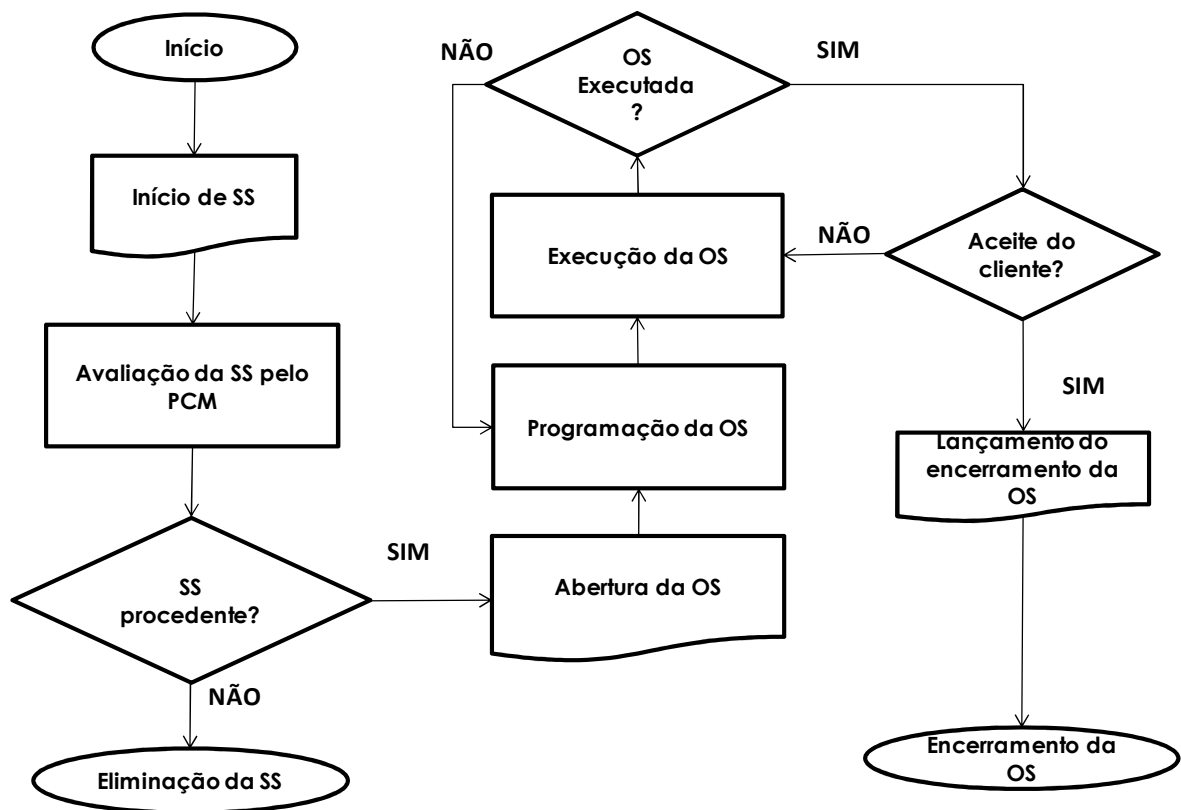 Início
Início de SS
Avaliação da SS pelo
PCM
SS
procedente?
NÃO
Eliminação da SS
SIM
Abertura da OS
Programação da OS
Execução da OS
OS
Executada
?
NÃO
SIM
Aceite do
cliente?
NÃO
SIM
Lançamento do
encerramento da
OS
Encerramento da
OS